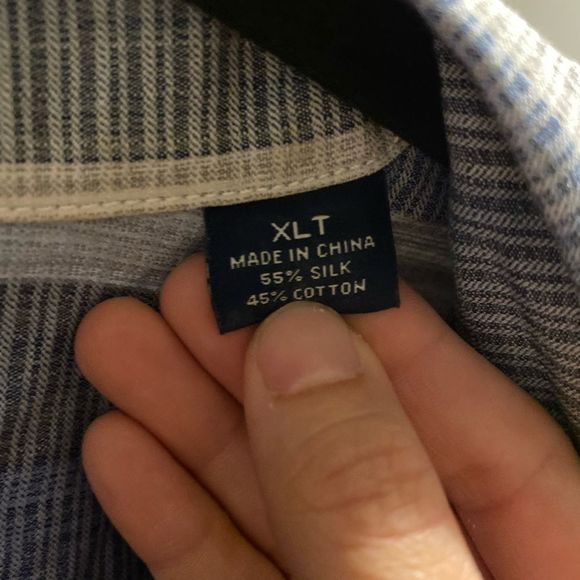 XLT
MADE IN CHINA
55% SILK
45% COTTON